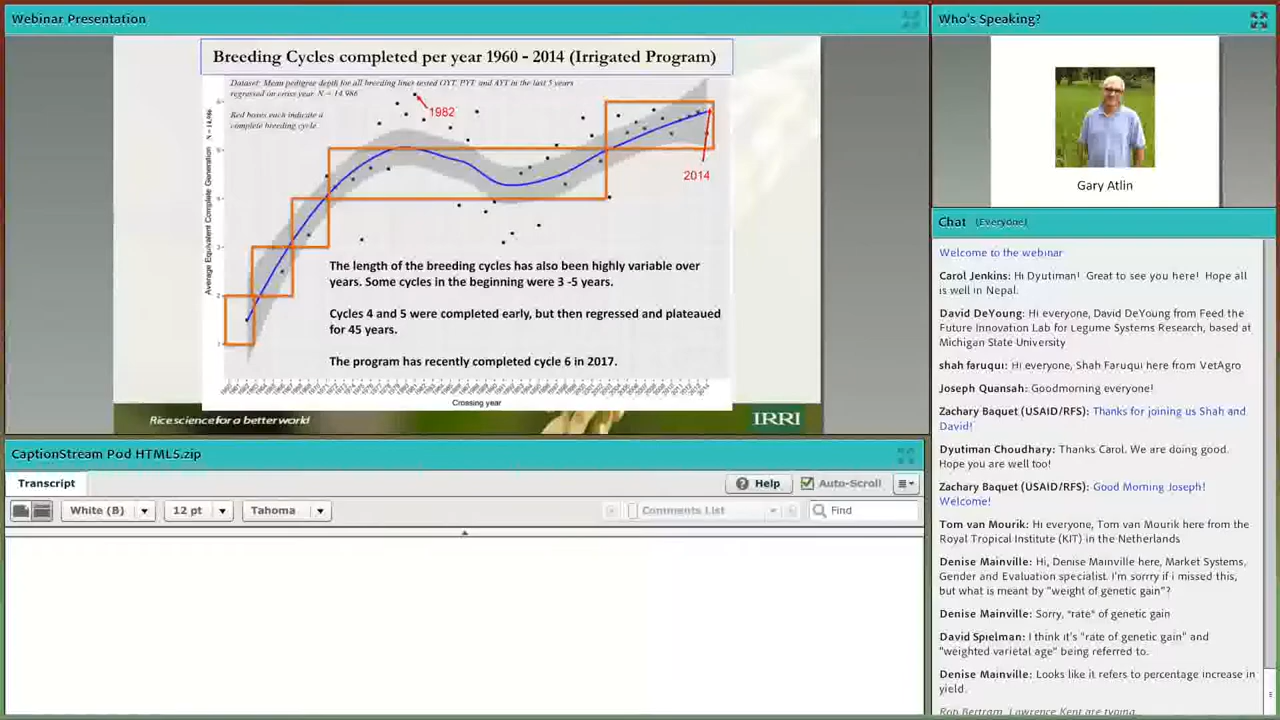 Webinar Presentation
Breeding Cycles completed per year 1960 - 2014 (Irrigated Program)
Dataset: Mean pedigree depth for all breeding lines tested OYT, PYT and AYT in the last 5 years
regressed on cross year N = 14,986
Red boxes each indicate a
complete breeding cycle
1982
2014
Average Equivalent Complete Generation N = 14,986
The length of the breeding cycles has also been highly variable over
years. Some cycles in the beginning were 3 -5 years.
Cycles 4 and 5 were completed early, but then regressed and plateaued
for 45 years.
The program has recently completed cycle 6 in 2017.
Crossing year
Rice science for a better world
IRRI
CaptionStream Pod HTML5.zip
Transcript
Help
Auto-Scroll
White (B)
12 pt
Tahoma
Comments List
Find
Who's Speaking?
Gary Atlin
Chat (Everyone)
Welcome to the webinar
Carol Jenkins: Hi Dyutiman! Great to see you here! Hope all
is well in Nepal.
David DeYoung: Hi everyone, David DeYoung from Feed the
Future Innovation Lab for Legume Systems Research, based at
Michigan State University
shah faruqui: Hi everyone, Shah Faruqui here from VetAgro
Joseph Quansah: Goodmorning everyone!
Zachary Baquet (USAID/RFS): Thanks for joining us Shah and
David!
Dyutiman Choudhary: Thanks Carol. We are doing good.
Hope you are well too!
Zachary Baquet (USAID/RFS): Good Morning Joseph!
Welcome!
Tom van Mourik: Hi everyone, Tom van Mourik here from the
Royal Tropical Institute (KIT) in the Netherlands
Denise Mainville: Hi, Denise Mainville here, Market Systems,
Gender and Evaluation specialist. I'm sorrry if i missed this,
but what is meant by "weight of genetic gain"?
Denise Mainville: Sorry, *rate* of genetic gain
David Spielman: I think it's "rate of genetic gain" and
"weighted varietal age" being referred to.
Denise Mainville: Looks like it refers to percentage increase in
yield.
Rob Bertram, Lawrence Kent are typing